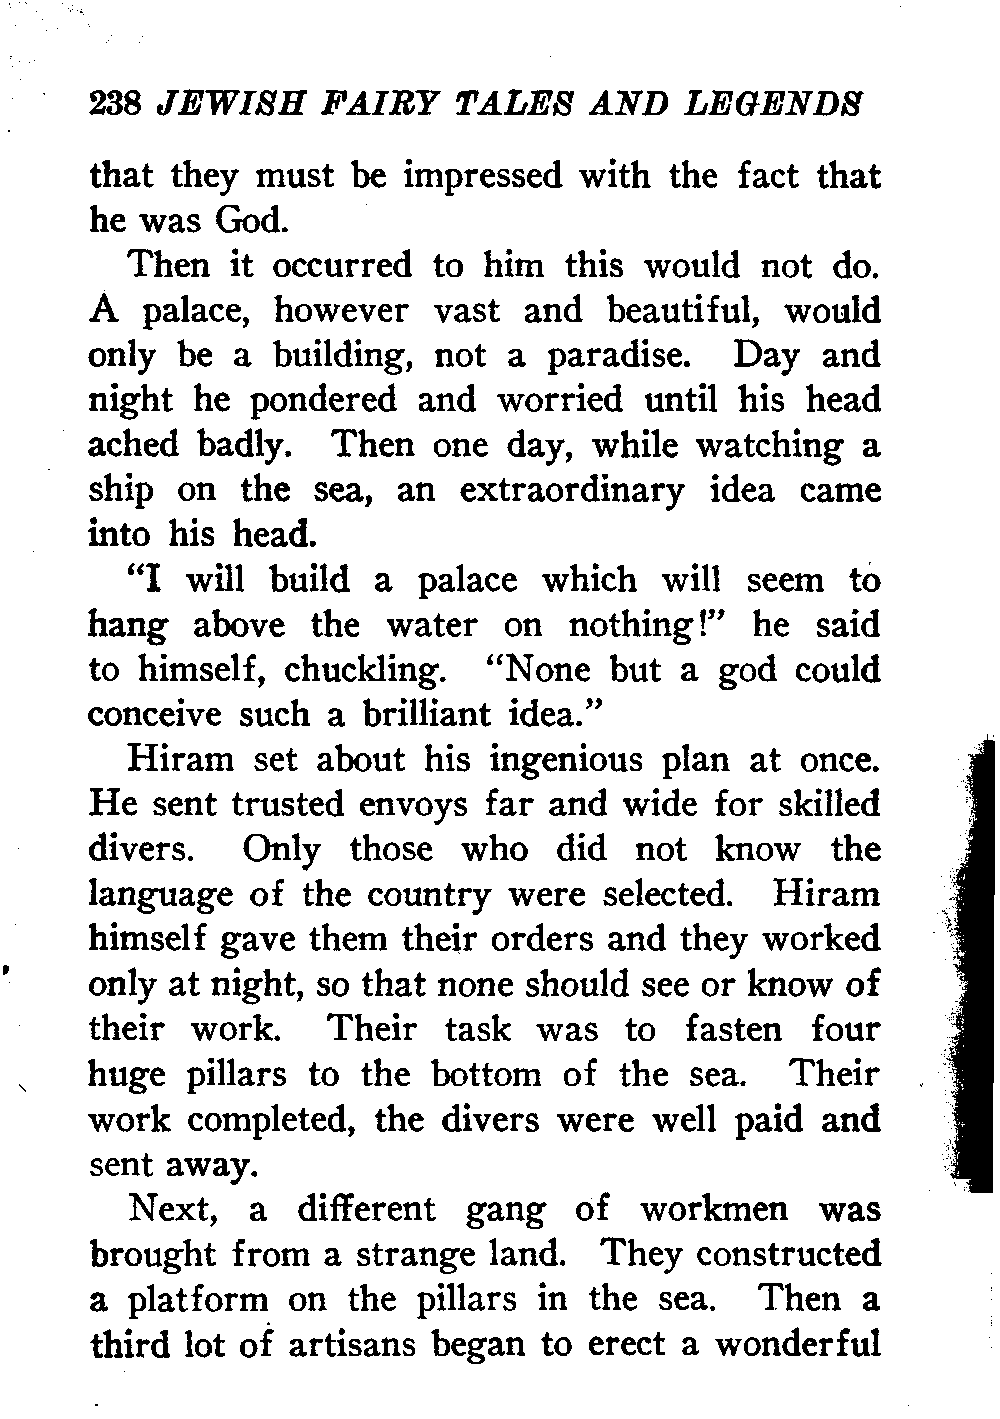 238 JEWISH FAIRY TALES AND LEGENDS
that they must be impressed with the fact that
he was God.
Then it occurred to him this would not do.
A palace, however vast and beautiful, would
only be a building, not a paradise. Day and
night he pondered and worried until his head
ached badly. Then one day, while watching a
ship on the sea, an extraordinary idea came
into his head.
“I will build a palace which will seem to
hang above the water on nothing!” he said
to himself, chuckling. “None but a god could
conceive such a brilliant idea.”
Hiram set about his ingenious plan at once.
He sent trusted envoys far and wide for skilled
divers. Only those who did not know the
language of the country were selected. Hiram
himself gave them their orders and they worked
only at night, so that none should see or know of
their work. Their task was to fasten four
huge pillars to the bottom of the sea. Their
work completed, the divers were well paid and
sent away.
Next, a different gang of workmen was
brought from a strange land. They constructed
a platform on the pillars in the sea. Then a
third lot of artisans began to erect a wonderful